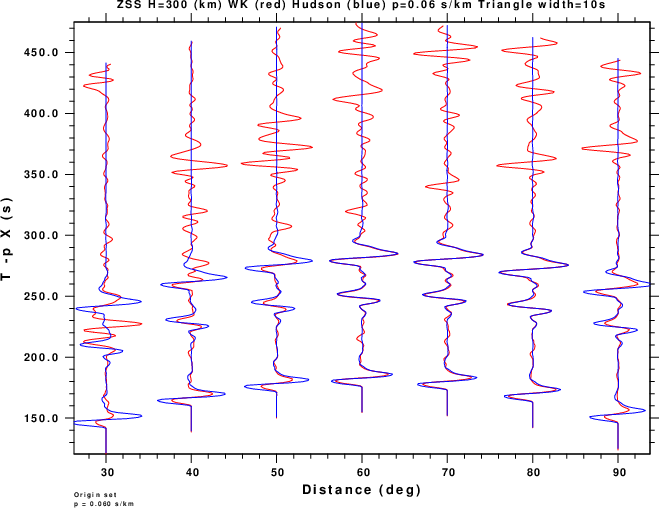 ZSS H=300 (km) WK (red) Hudson (blue) p=0.06 s/km Triangle width=10s
450.0
400.0
350.0
300.0
250.0
200.0
150.0
T -p X (s)
30 40 50 60 70 80 90
Distance (deg)
Origin set
p = 0.060 s/km